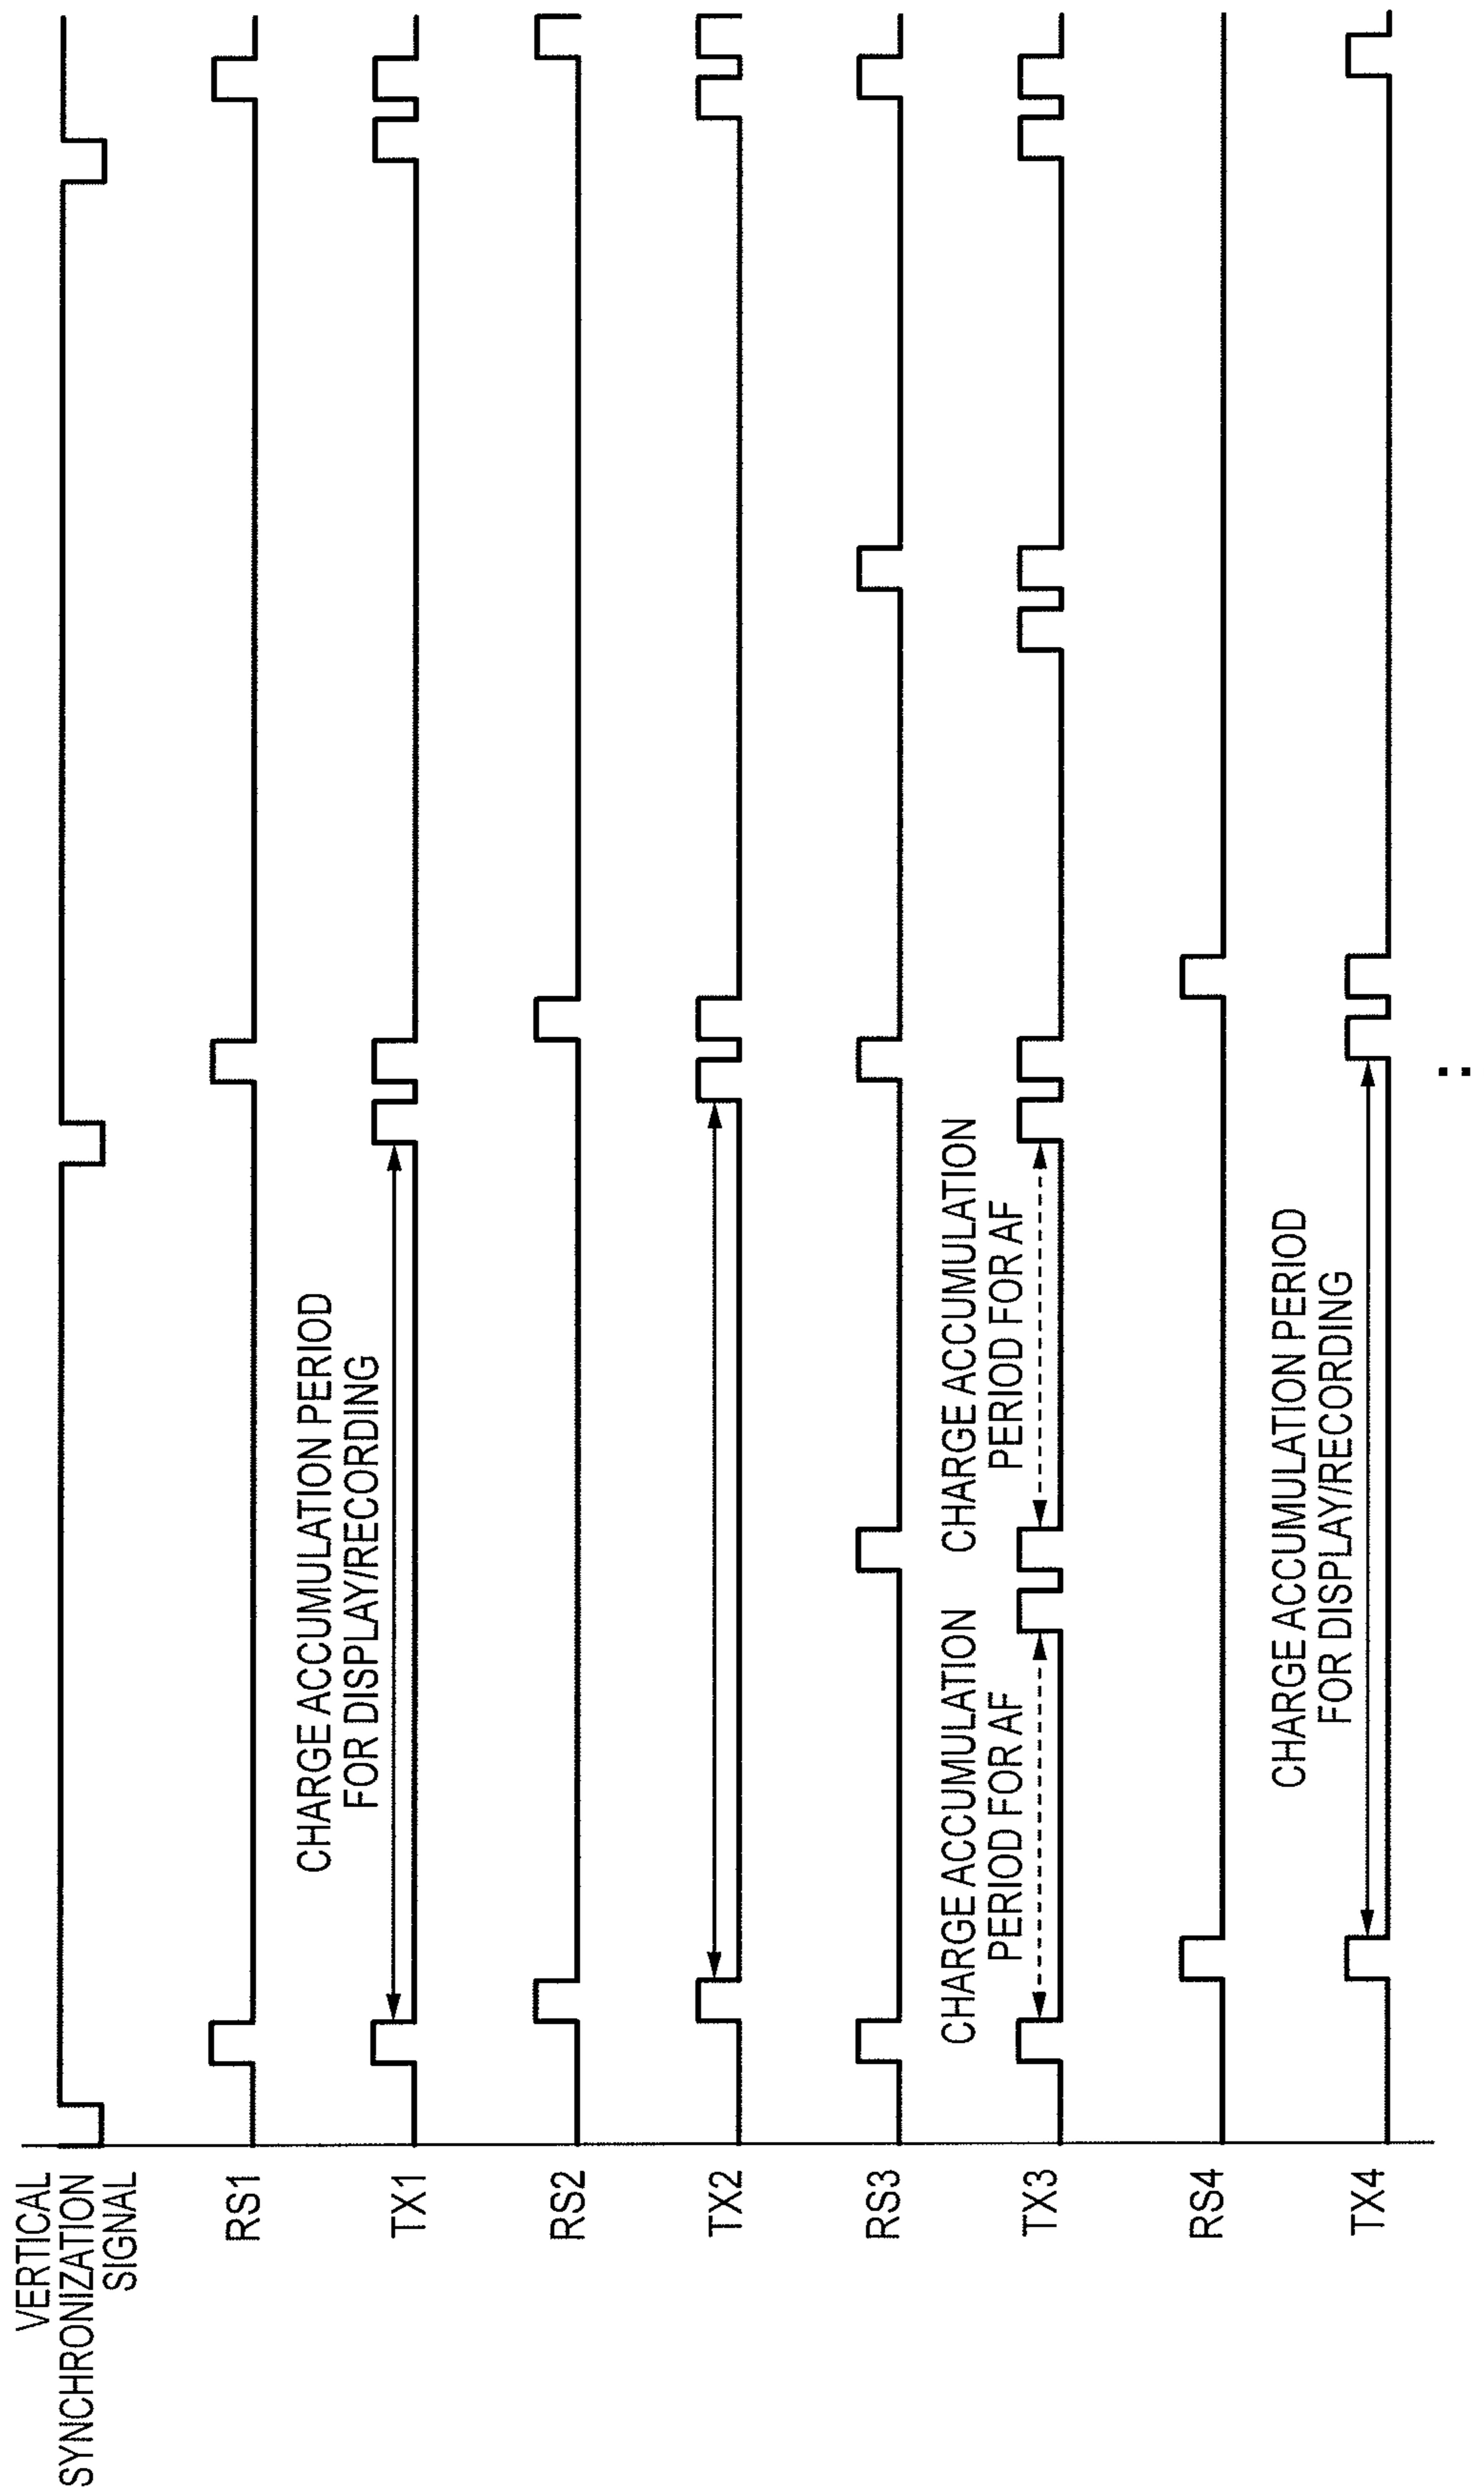 VERTICAL
SYNCHRONIZATION
SIGNAL
RS1
TX1
CHARGE ACCUMULATION PERIOD
FOR DISPLAY/RECORDING
RS2
TX2
RS3
TX3
CHARGE ACCUMULATION
PERIOD FOR AF
CHARGE ACCUMULATION
PERIOD FOR AF
RS4
TX4
CHARGE ACCUMULATION PERIOD
FOR DISPLAY/RECORDING